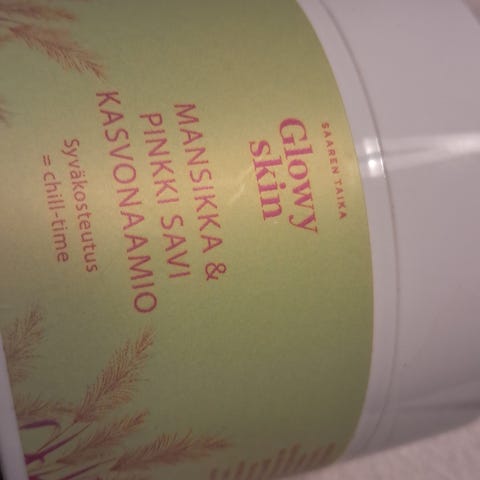 SAAREN TAIKA
Glowy
skin
MANSIKKA &
PINKKI SAVI
KASVONAAMIO
Syväkosteutus
= chill-time